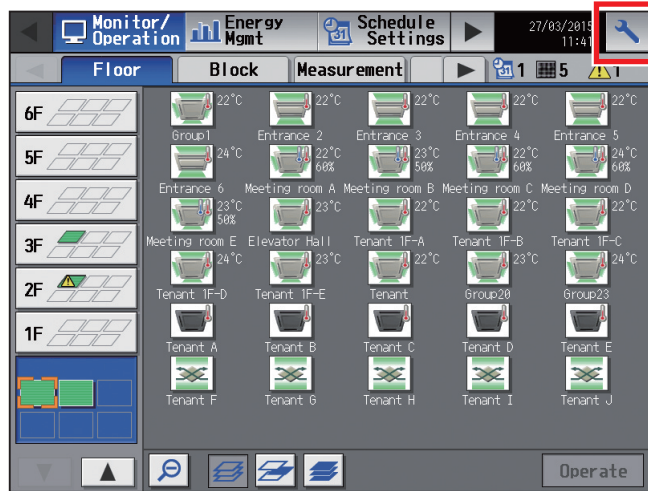 Monitor/ Operation
Energy Mgmt
Schedule Settings
27/03/2015
11:41
Floor
Block
Measurement
31 1
5
1
6F
5F
4F
3F
2F
1F
22°C 22°C 22°C 22°C 22°C
Group1 Entrance 2 Entrance 3 Entrance 4 Entrance 5
24°C 22°C 23°C 22°C 24°C
60% 50% 60% 60%
Entrance 6 Meeting room A Meeting room B Meeting room C Meeting room D
23°C 23°C 22°C 22°C 22°C
50%
Meeting room E Elevator Hall Tenant 1F-A Tenant 1F-B Tenant 1F-C
24°C 23°C 22°C 23°C 24°C
Tenant 1F-D Tenant 1F-E Tenant Group20 Group23
Tenant A Tenant B Tenant C Tenant D Tenant E
Tenant F Tenant G Tenant H Tenant I Tenant J
Operate